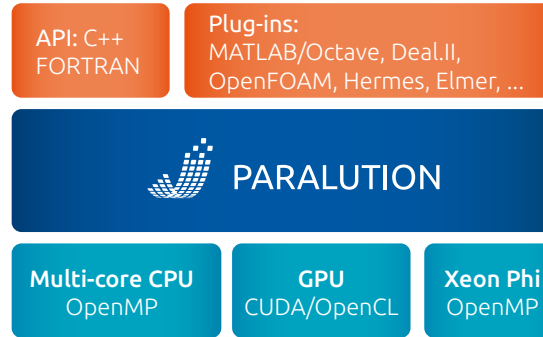 API: C++
FORTRAN
Plug-ins:
MATLAB/Octave, Deal.II,
OpenFOAM, Hermes, Elmer, ...
PARALUTION
Multi-core CPU
OpenMP
GPU
CUDA/OpenCL
Xeon Phi
OpenMP